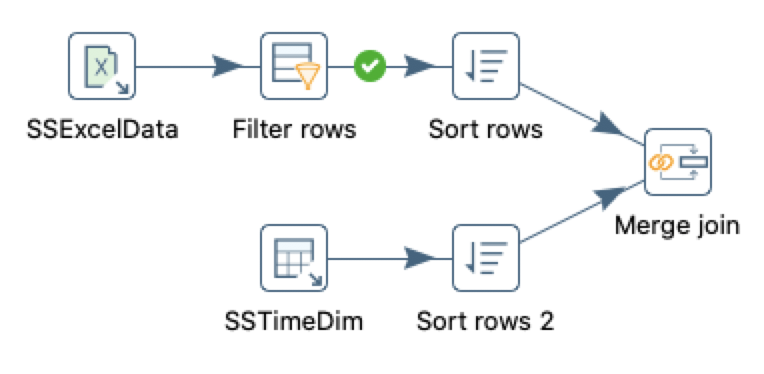 SSExcelData
Filter rows
Sort rows
Merge join
SSTimeDim
Sort rows 2